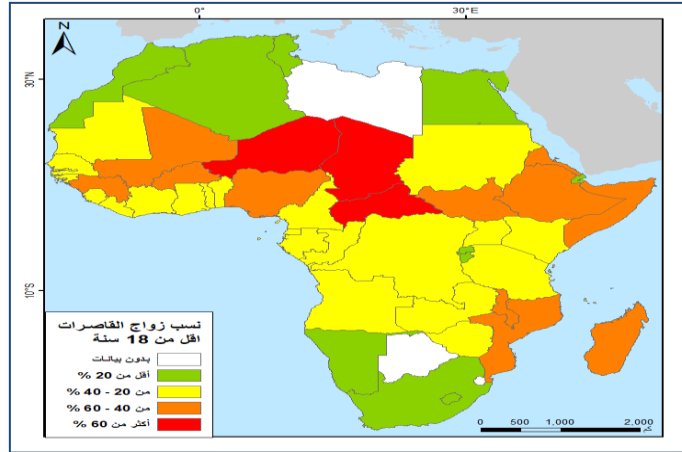 0°
30°E
N
30°N
10°S
نسب زواج القاصرات
اقل من 18 سنة
بدون بيانات
أقل من 20 %
من 20 - 40 %
من 40 - 60 %
أكثر من 60 %
0 500 1,000 2,000
كم